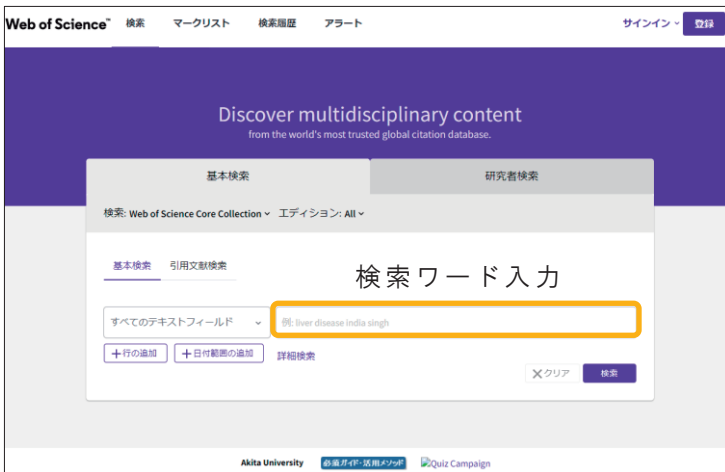 Web of Science™ 検索 マークリスト 検索履歴 アラート サインイン 登録
Discover multidisciplinary content
from the world's most trusted global citation database.
基本検索 研究者検索
検索: Web of Science Core Collection エディション: All
基本検索 引用文献検索
検索ワード入力
すべてのテキストフィールド 例: liver disease india singh
+行の追加 +日付範囲の追加 詳細検索
×クリア 検索
Akita University 必須ガイド・活用メソッド Quiz Campaign